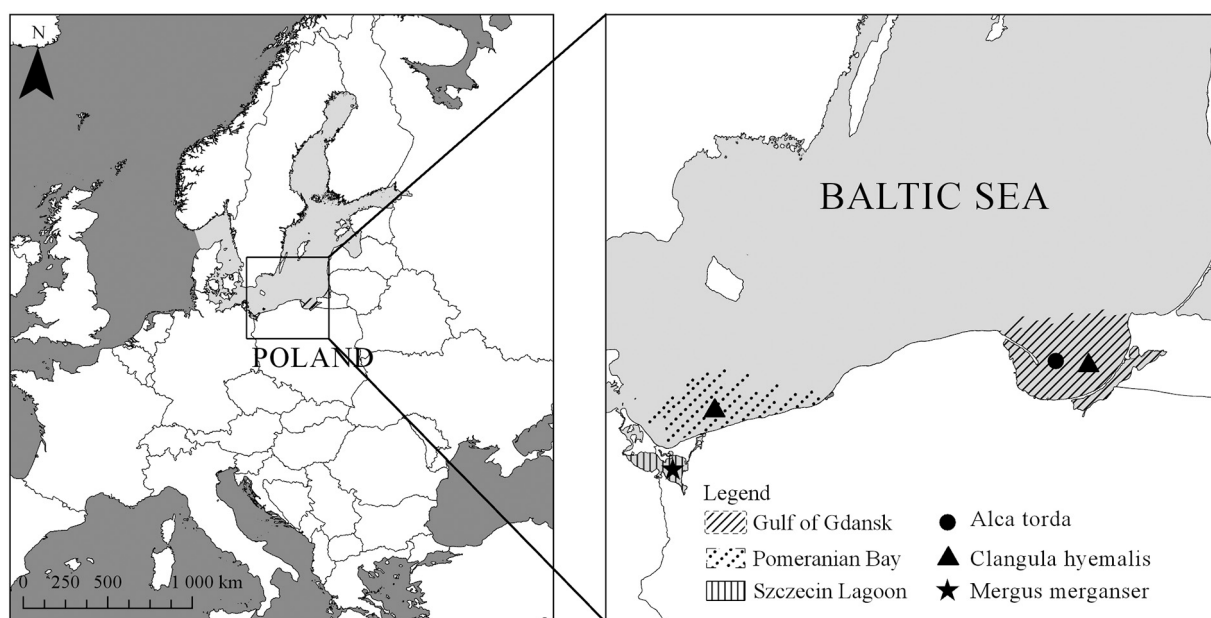 N
POLAND
0 250 500 1 000 km
BALTIC SEA
Legend
Gulf of Gdansk
Pomeranian Bay
Szczecin Lagoon
Alca torda
Clangula hyemalis
Mergus merganser